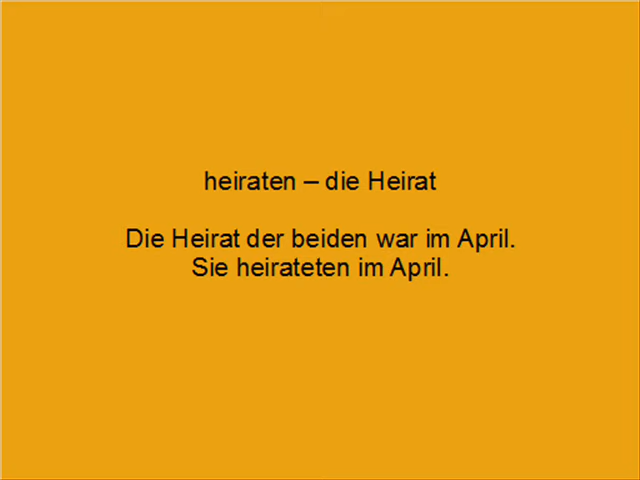 heiraten – die Heirat
Die Heirat der beiden war im April.
Sie heirateten im April.